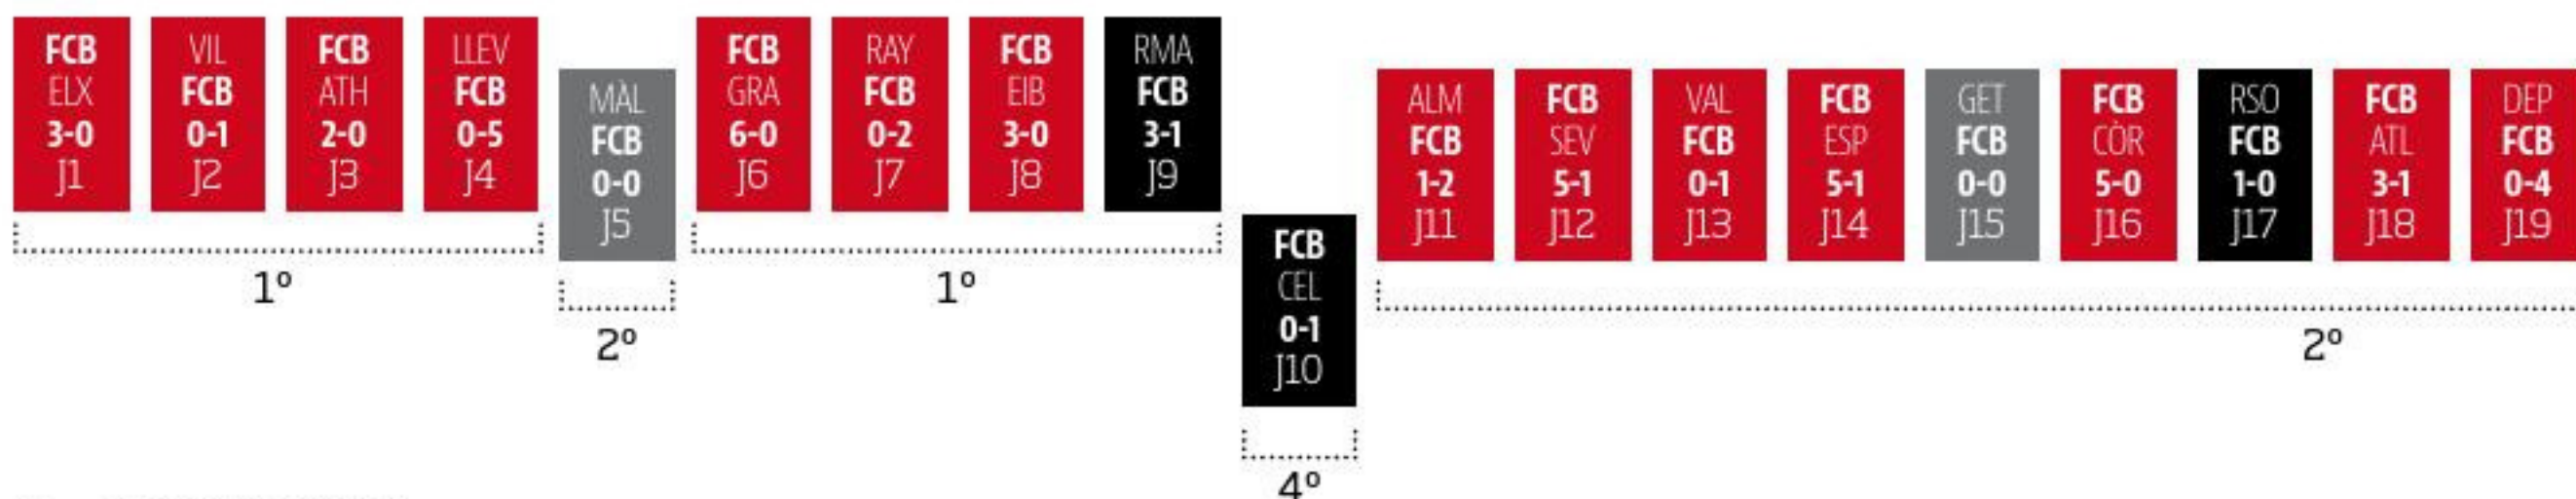 FCB
ELX
3-0
J1
VIL
FCB
0-1
J2
FCB
ATH
2-0
J3
LLEV
FCB
0-5
J4
MÀL
FCB
0-0
J5
FCB
GRA
6-0
J6
RAY
FCB
0-2
J7
FCB
EIB
3-0
J8
RMA
FCB
3-1
J9
FCB
CEL
0-1
J10
ALM
FCB
1-2
J11
FCB
SEV
5-1
J12
VAL
FCB
0-1
J13
FCB
ESP
5-1
J14
GET
FCB
0-0
J15
FCB
CÒR
5-0
J16
RSO
FCB
1-0
J17
FCB
ATL
3-1
J18
DEP
FCB
0-4
J19
1º
2º
1º
4º
2º